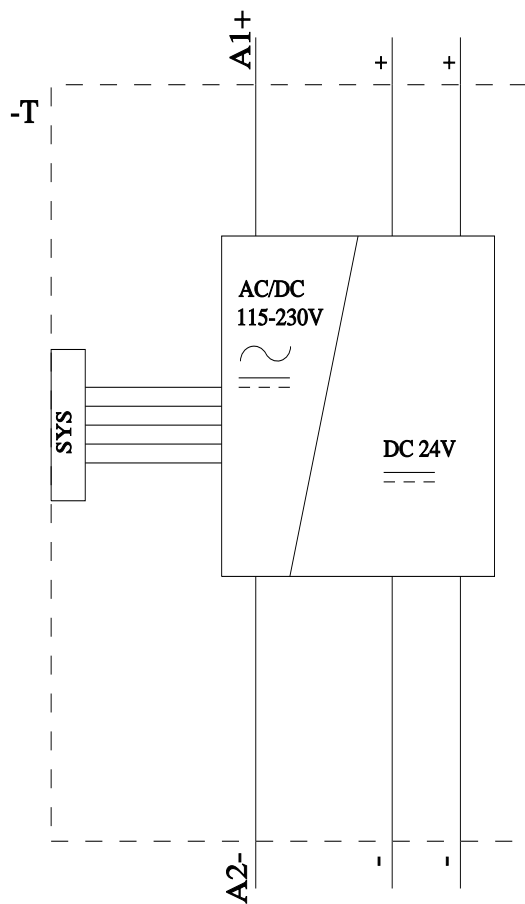 A1+
+
+
-T
AC/DC
115-230V
SYS
DC 24V
A2-
-
-